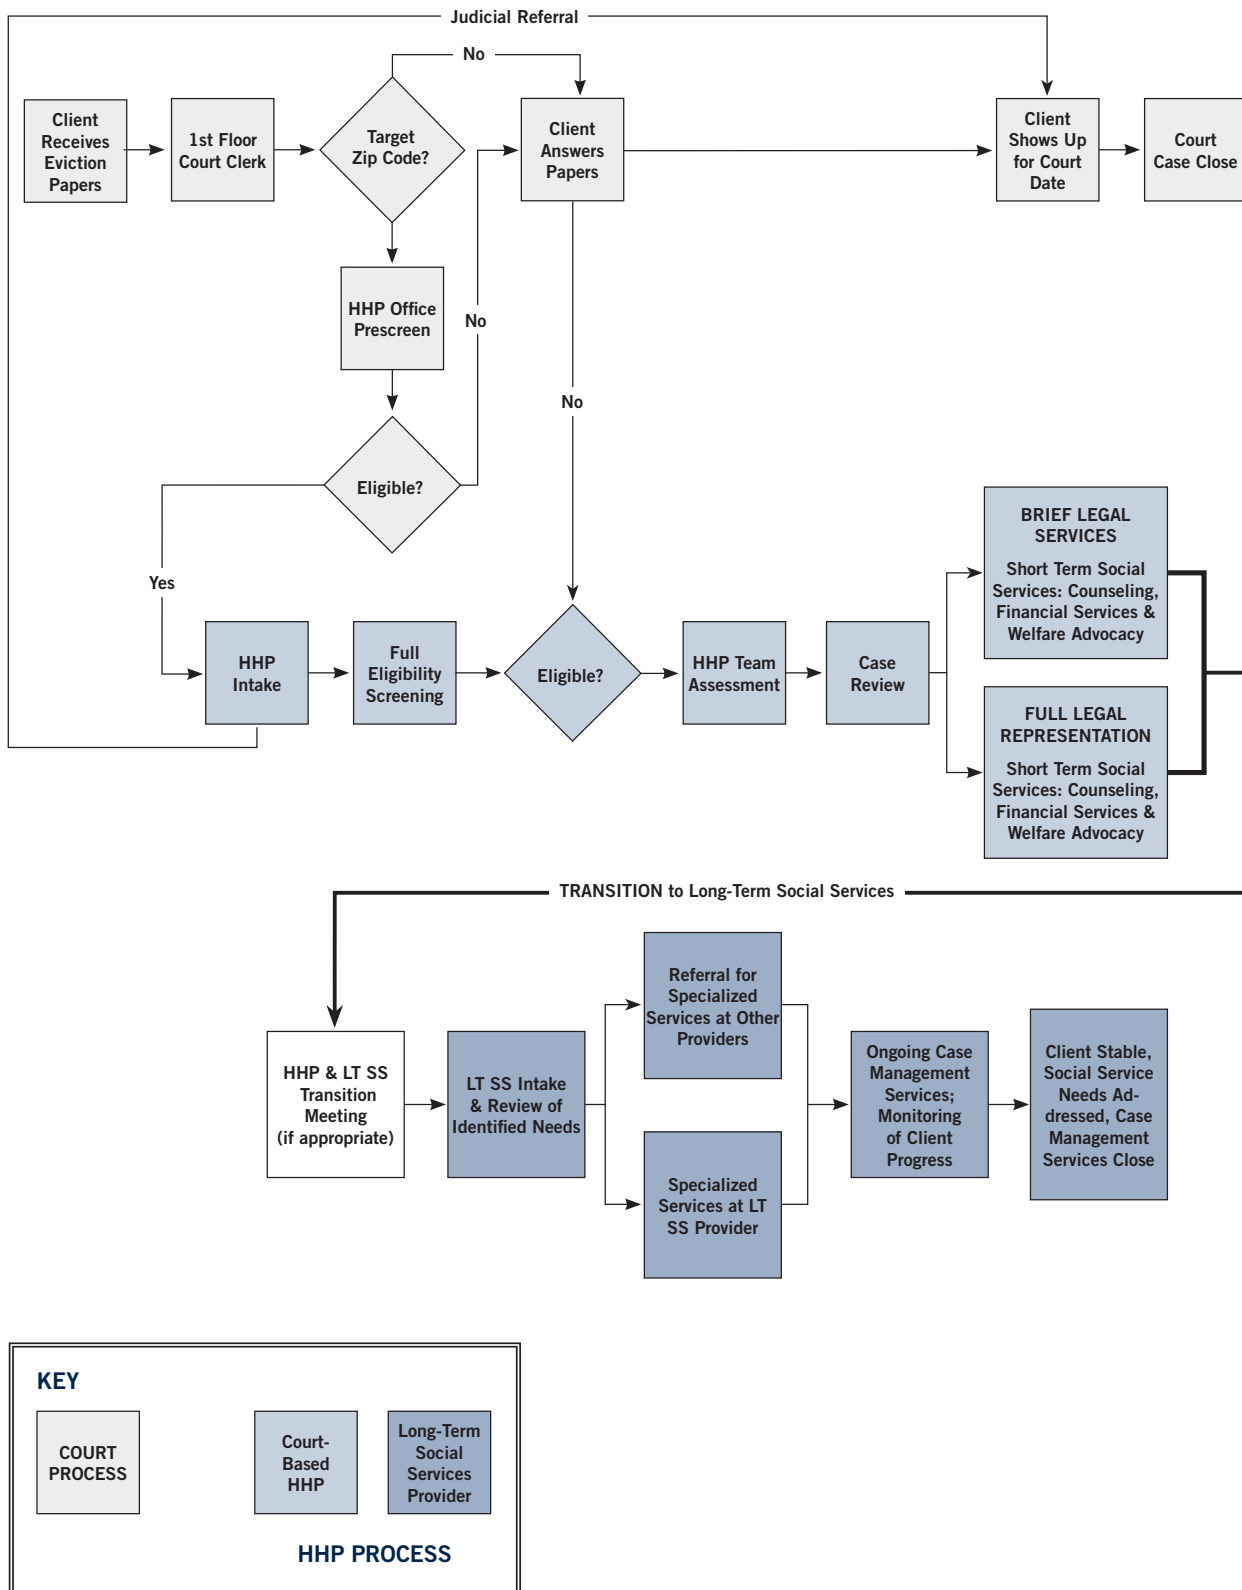 Judicial Referral
No
Client
Receives
Eviction
Papers
1st Floor
Court Clerk
Target
Zip Code?
Client
Answers
Papers
Client
Shows Up
for Court
Date
Court
Case Close
HHP Office
Prescreen
No
No
Eligible?
Yes
HHP
Intake
Full
Eligibility
Screening
Eligible?
HHP Team
Assessment
Case
Review
BRIEF LEGAL
SERVICES
Short Term Social
Services: Counseling,
Financial Services &
Welfare Advocacy
FULL LEGAL
REPRESENTATION
Short Term Social
Services: Counseling,
Financial Services &
Welfare Advocacy
TRANSITION to Long-Term Social Services
HHP & LT SS
Transition
Meeting
(if appropriate)
LT SS Intake
& Review of
Identified Needs
Referral for
Specialized
Services at Other
Providers
Specialized
Services at LT
SS Provider
Ongoing Case
Management
Services;
Monitoring
of Client
Progress
Client Stable,
Social Service
Needs Ad-
dressed, Case
Management
Services Close
KEY
COURT
PROCESS
Court-
Based
HHP
Long-Term
Social
Services
Provider
HHP PROCESS